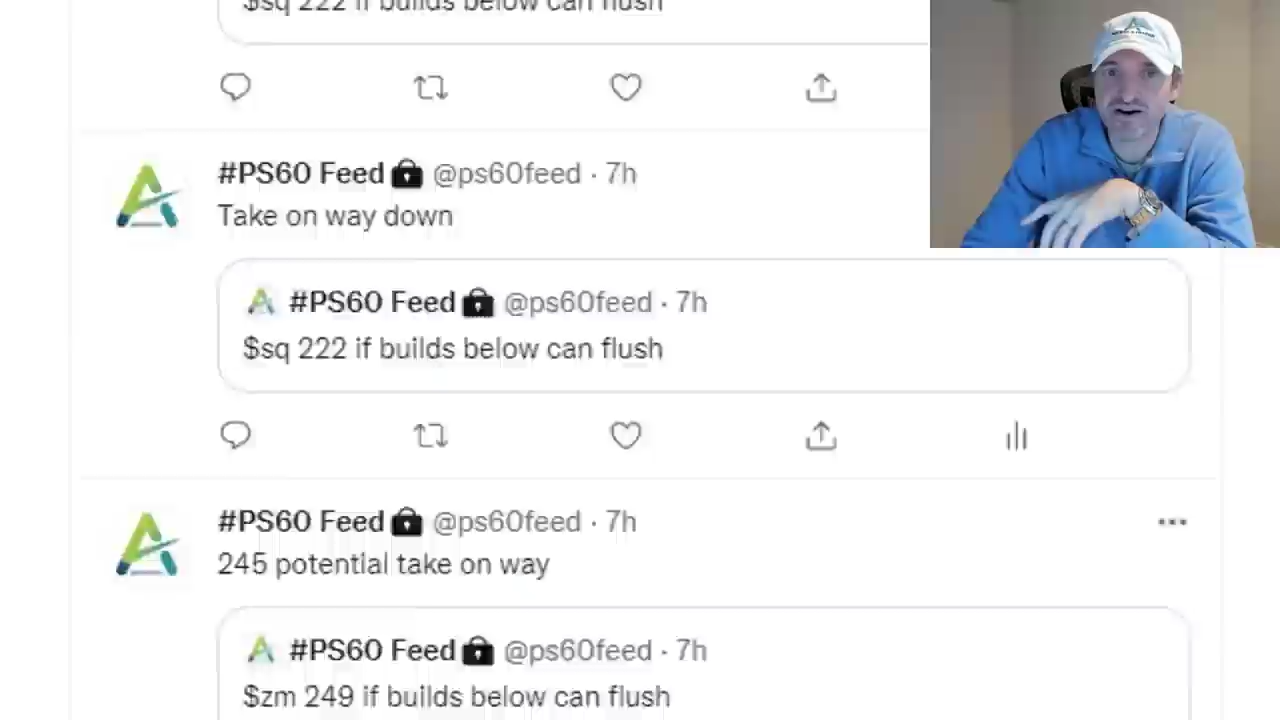 $sq 222 if builds below can flush
#PS60 Feed @ps60feed · 7h
Take on way down
#PS60 Feed @ps60feed · 7h
$sq 222 if builds below can flush
#PS60 Feed @ps60feed · 7h
245 potential take on way
#PS60 Feed @ps60feed · 7h
$zm 249 if builds below can flush